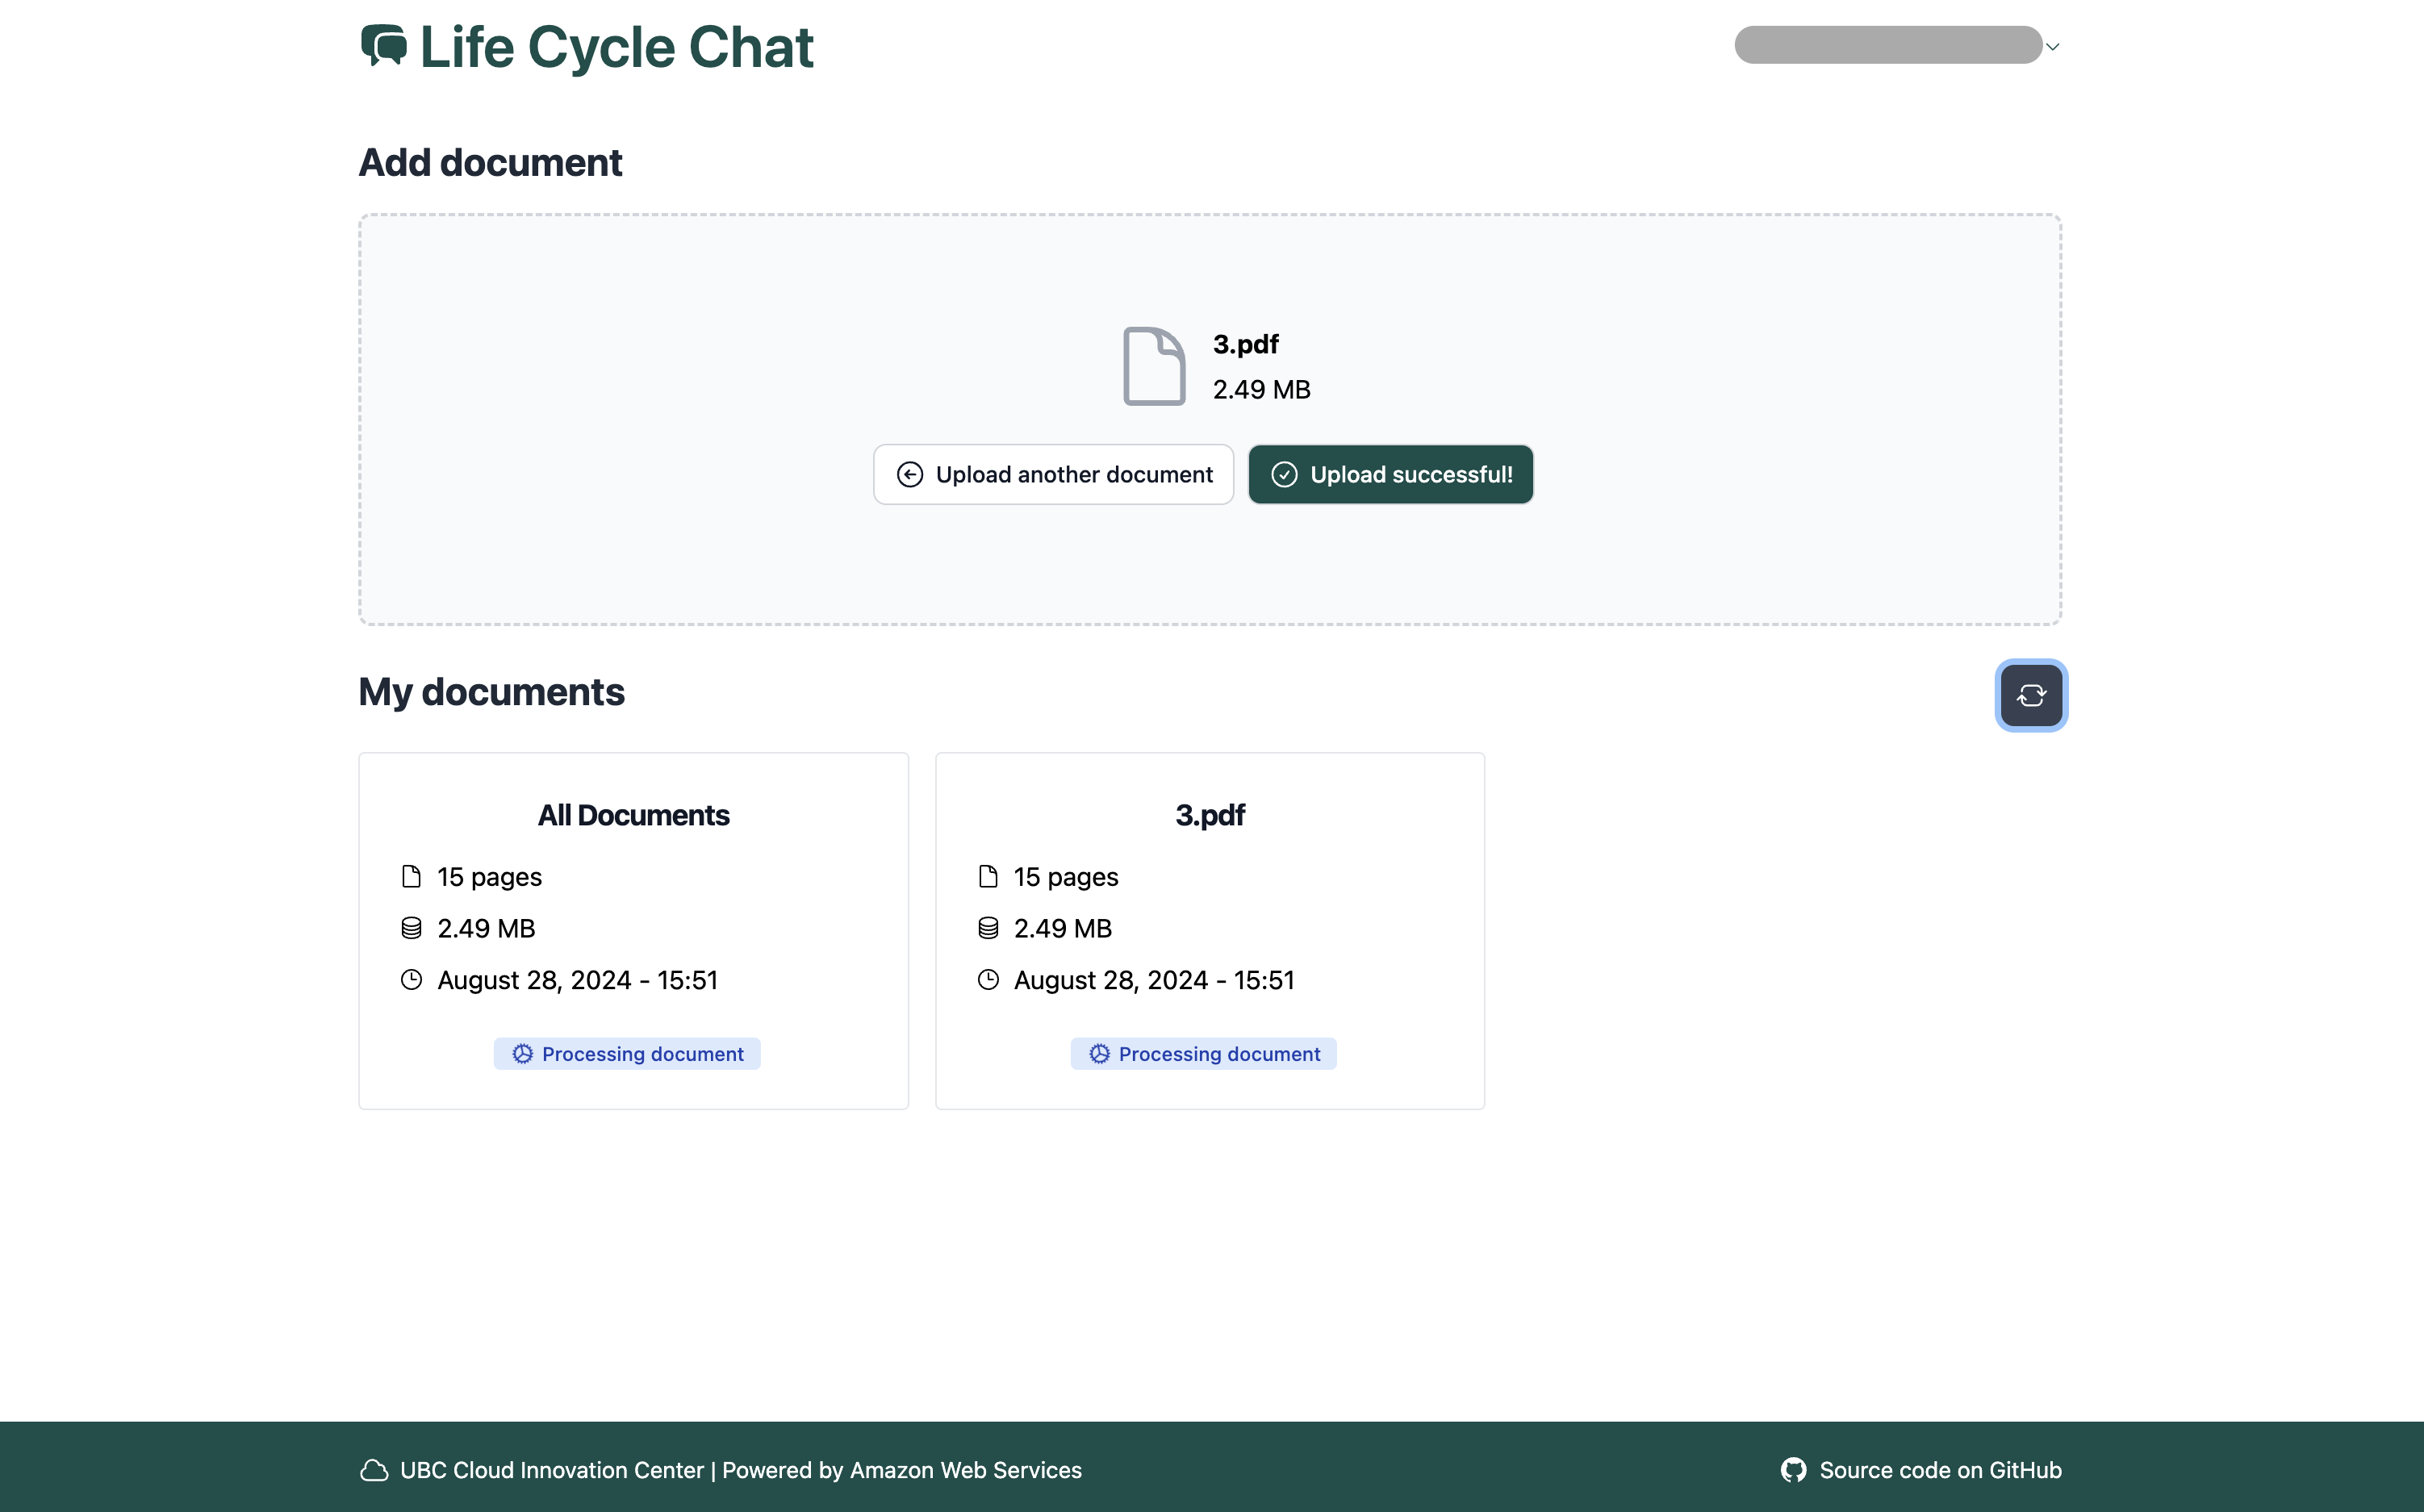 Life Cycle Chat
Add document
3.pdf
2.49 MB
Upload another document
Upload successful!
My documents
All Documents
15 pages
2.49 MB
August 28, 2024 - 15:51
Processing document
3.pdf
15 pages
2.49 MB
August 28, 2024 - 15:51
Processing document
UBC Cloud Innovation Center | Powered by Amazon Web Services
Source code on GitHub